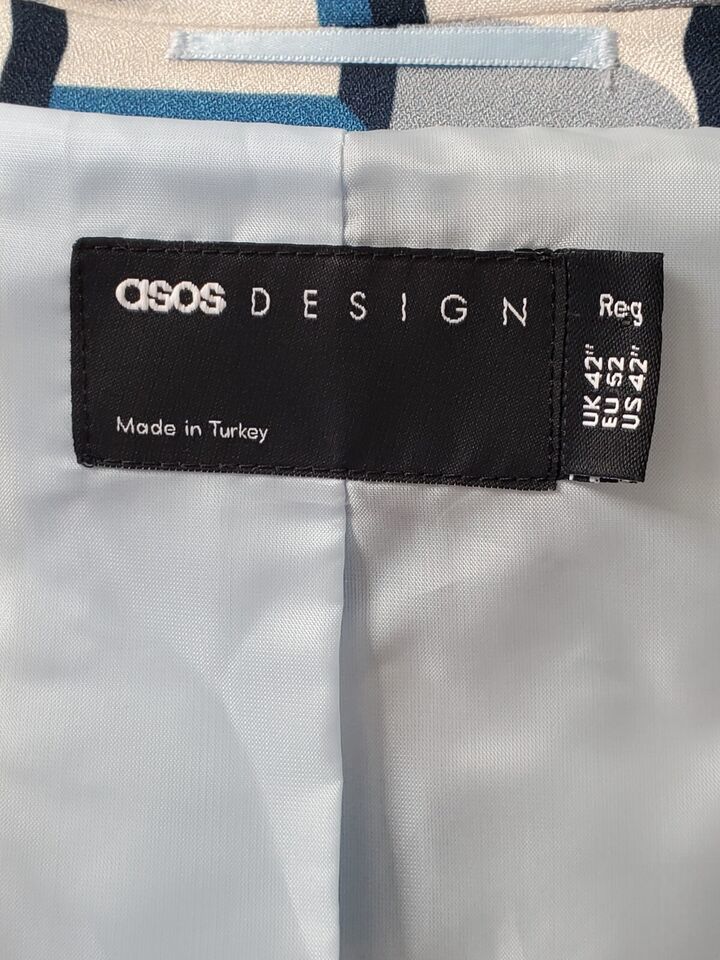 asos DESIGN
Made in Turkey
Reg
UK 42"
EU 52
US 42"